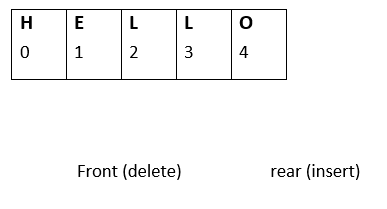 H E L L O
0 1 2 3 4
Front (delete) rear (insert)